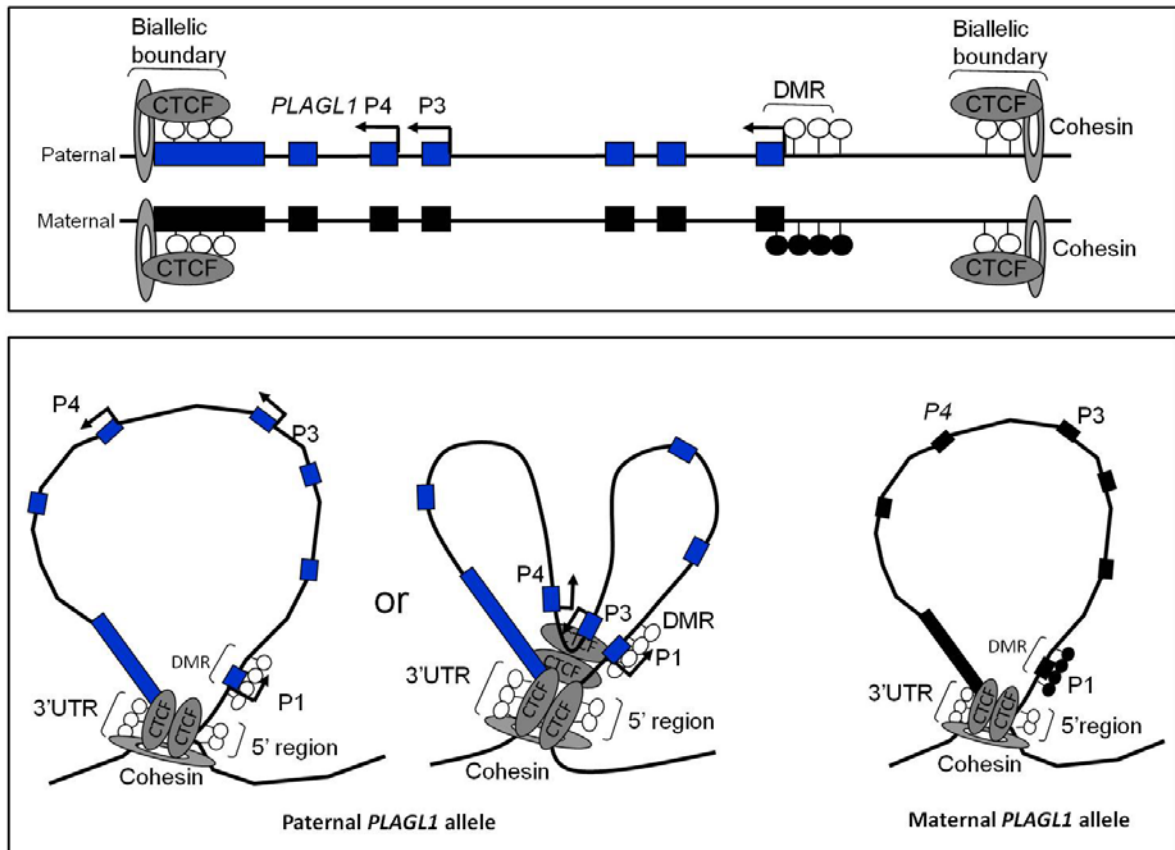 Biallelic
boundary
Biallelic
boundary
CTCF
PLAGL1 P4
P3
DMR
CTCF
Cohesin
Paternal
Maternal
CTCF
CTCF
Cohesin
P4
P3
DMR
P1
3'UTR
CTCF
CTCF
5' region
Cohesin
or
P4
P3
DMR
CTCF
CTCF
P1
3'UTR
CTCF
5' region
Cohesin
Paternal PLAGL1 allele
P4
P3
DMR
P1
3'UTR
CTCF
CTCF
5' region
Cohesin
Maternal PLAGL1 allele